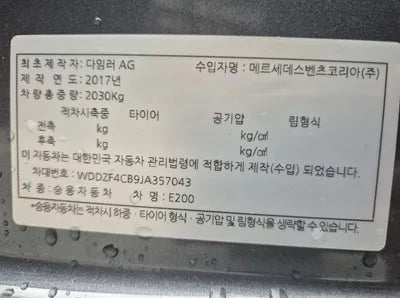 최초 제작자 : 다임러 AG 수입자명 : 메르세데스벤츠코리아(주)
제 작 연 도 : 2017년
차 량 총 중 량 : 2030Kg
적차시축중 타이어 공기압 림형식
전축 kg kg/㎠
후축 kg kg/㎠
이 자동차는 대한민국 자동차 관리법령에 적합하게 제작(수입) 되었습니다.
차대번호 : WDDZF4CB9JA357043
차 종 : 승 용 자 동 차 차 명 : E200
*승용자동차는 적차시 하중 · 타이어 형식 · 공기압 및 림형식을 생략할 수 있습니다.